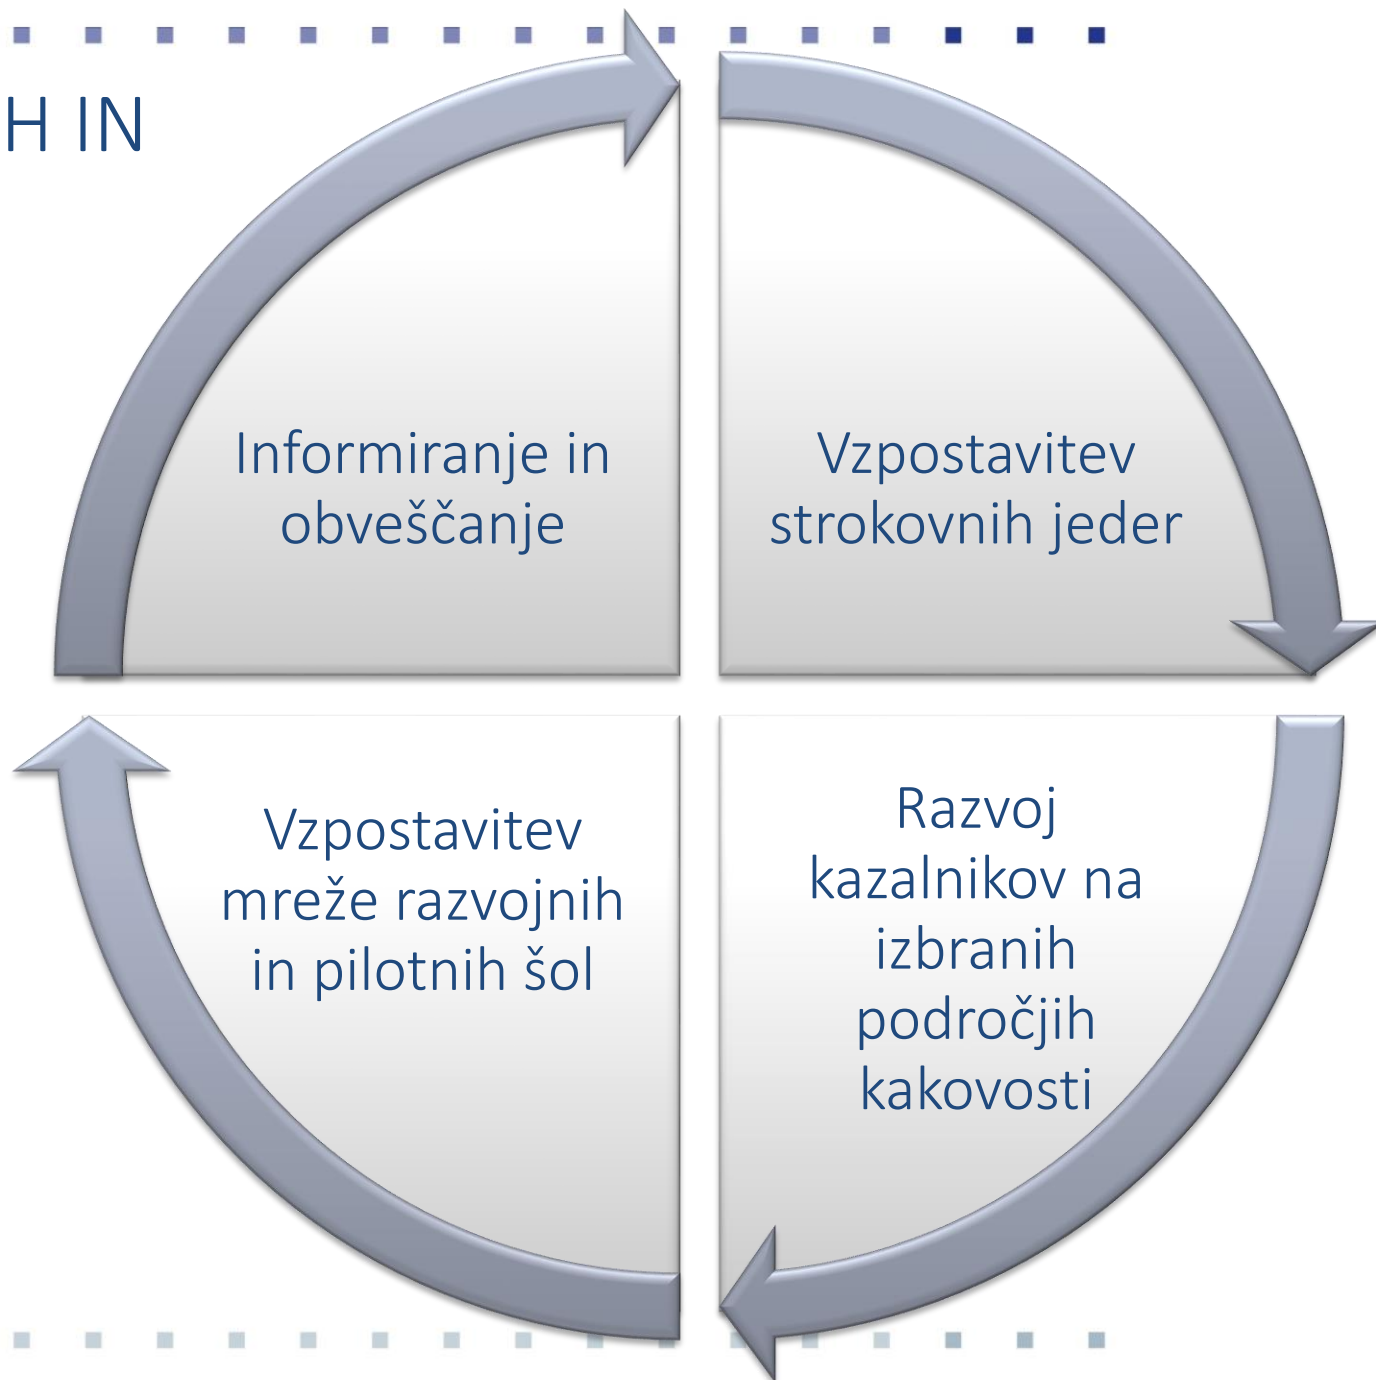 H IN
Informiranje in
obveščanje
Vzpostavitev
strokovnih jeder
Vzpostavitev
mreže razvojnih
in pilotnih šol
Razvoj
kazalnikov na
izbranih
področjih
kakovosti